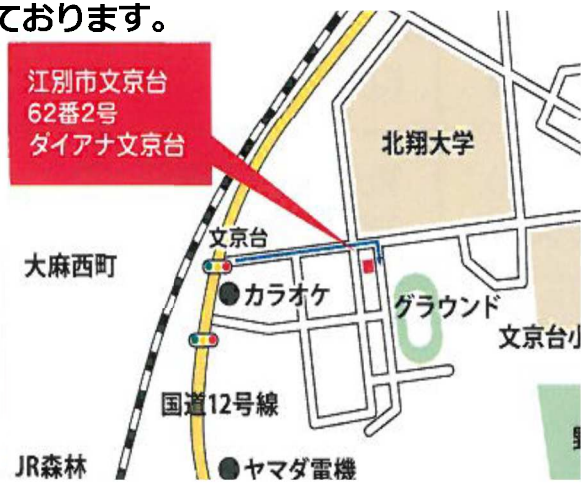 ております。
江別市文京台
62番2号
ダイアナ文京台
北翔大学
文京台
大麻西町
カラオケ
グラウンド
文京台小
国道12号線
JR森林
ヤマダ電機